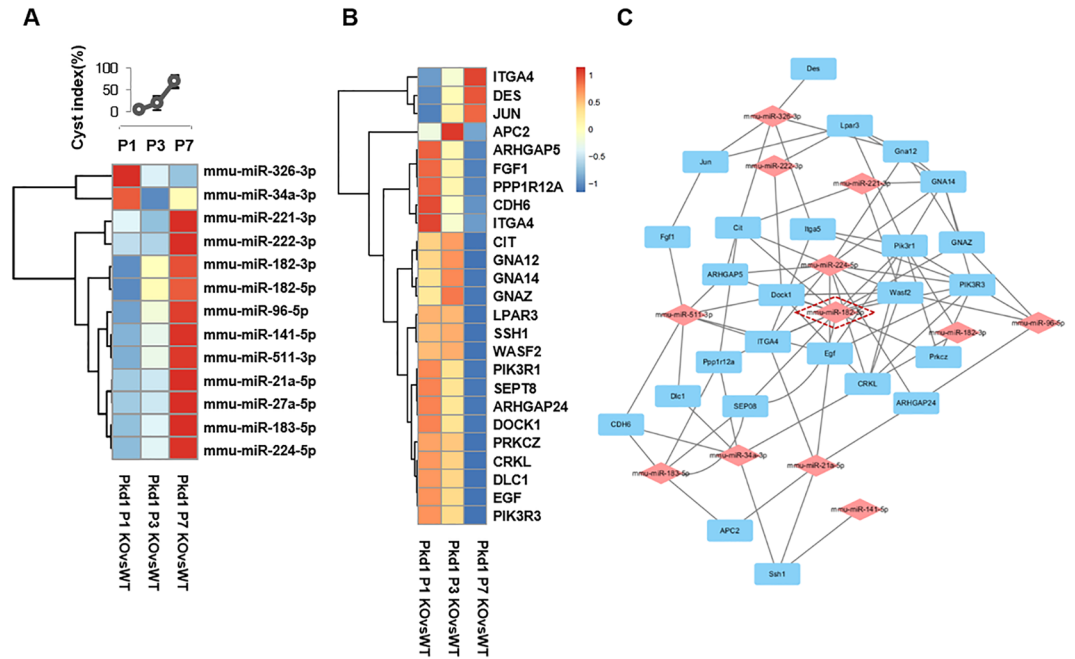 A
B
C
Cyst index(%)
100
50
0
P1 P3 P7
mmu-miR-326-3p
mmu-miR-34a-3p
mmu-miR-221-3p
mmu-miR-222-3p
mmu-miR-182-3p
mmu-miR-182-5p
mmu-miR-96-5p
mmu-miR-141-5p
mmu-miR-511-3p
mmu-miR-21a-5p
mmu-miR-27a-5p
mmu-miR-183-5p
mmu-miR-224-5p
Pkd1 P1 KOvsWT
Pkd1 P3 KOvsWT
Pkd1 P7 KOvsWT
ITGA4
DES
JUN
APC2
ARHGAP5
FGF1
PPP1R12A
CDH6
ITGA4
CIT
GNA12
GNA14
GNAZ
LPAR3
SSH1
WASF2
PIK3R1
SEPT8
ARHGAP24
DOCK1
PRKCZ
CRKL
DLC1
EGF
PIK3R3
1
0.5
0
−0.5
−1
Pkd1 P1 KOvsWT
Pkd1 P3 KOvsWT
Pkd1 P7 KOvsWT
Des
mmu-miR-326-3p
Lpar3
Gna12
Jun
mmu-miR-222-3p
mmu-miR-221-3p
GNA14
Fgf1
Cit
Itga5
Pik3r1
GNAZ
ARHGAP5
mmu-miR-224-5p
Dock1
Wasf2
PIK3R3
mmu-miR-511-3p
mmu-miR-182-5p
mmu-miR-182-3p
mmu-miR-96-5p
ITGA4
Egf
Prkcz
Ppp1r12a
CRKL
Dlc1
SEP08
ARHGAP24
CDH6
mmu-miR-34a-3p
mmu-miR-183-5p
mmu-miR-21a-5p
mmu-miR-141-5p
APC2
Ssh1